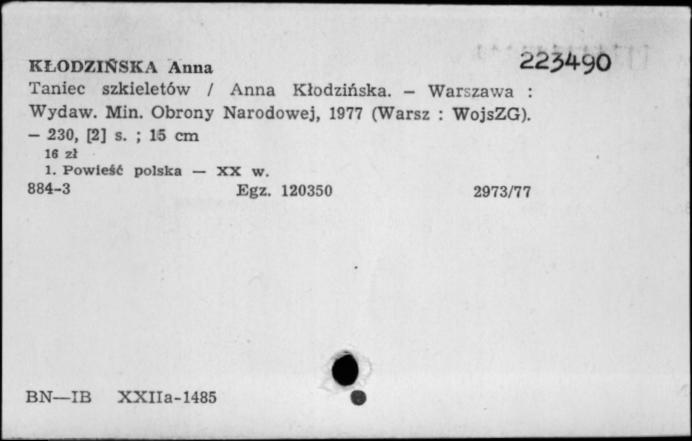 223490
KŁODZIŃSKA Anna
Taniec szkieletów / Anna Kłodzińska. — Warszawa :
Wydaw. Min. Obrony Narodowej, 1977 (Warsz : WojsZG).
— 230, [2] s. ; 15 cm
16 zł
1. Powieść polska — XX w.
884-3 Egz. 120350 2973/77
BN—IB XXIIa-1485